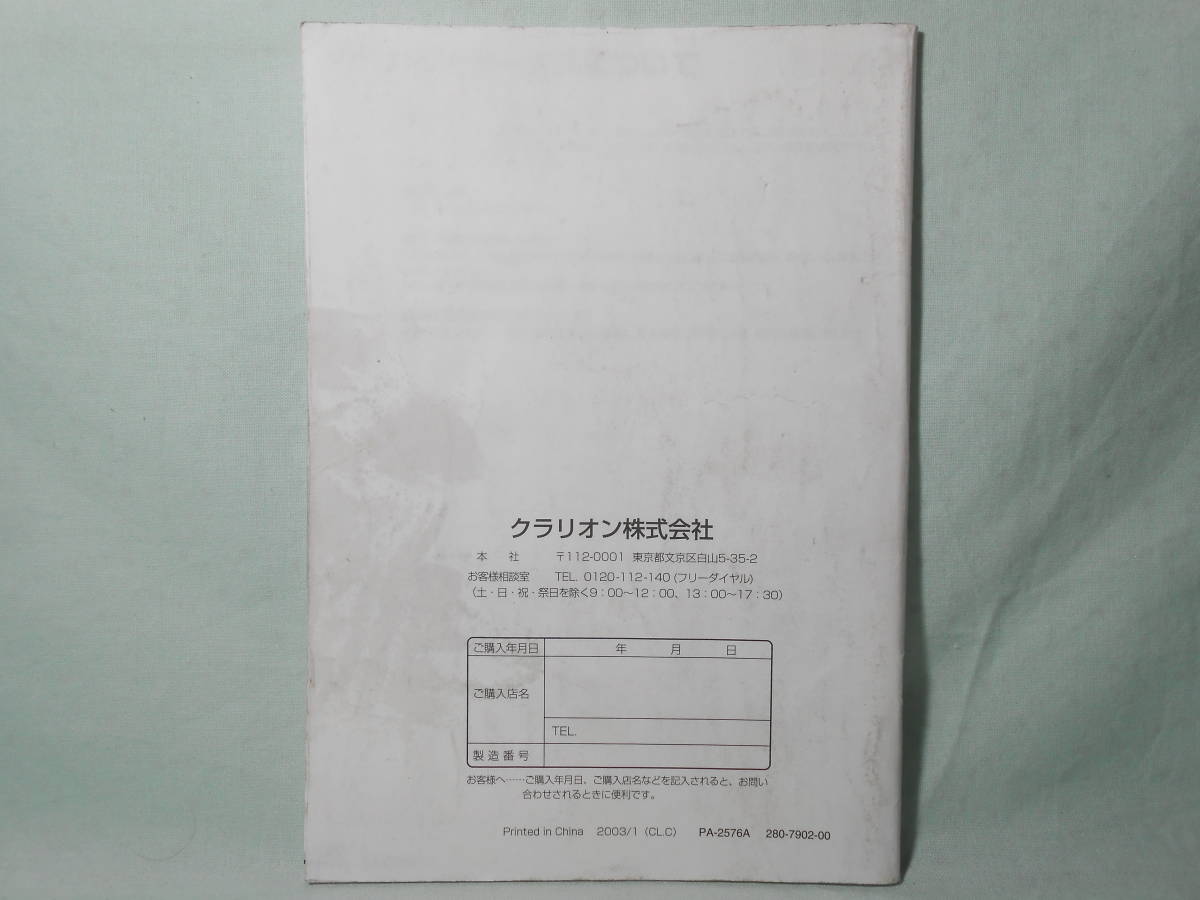 クラリオン株式会社
本 社 〒112-0001 東京都文京区白山5-35-2
お客様相談室 TEL. 0120-112-140 (フリーダイヤル)
(土・日・祝・祭日を除く9:00〜12:00、13:00〜17:30)
ご購入年月日 年 月 日
ご購入店名
TEL.
製造番号
お客様へ……ご購入年月日、ご購入店名などを記入されると、お問い
合わせされるときに便利です。
Printed in China 2003/1 (CL.C) PA-2576A 280-7902-00